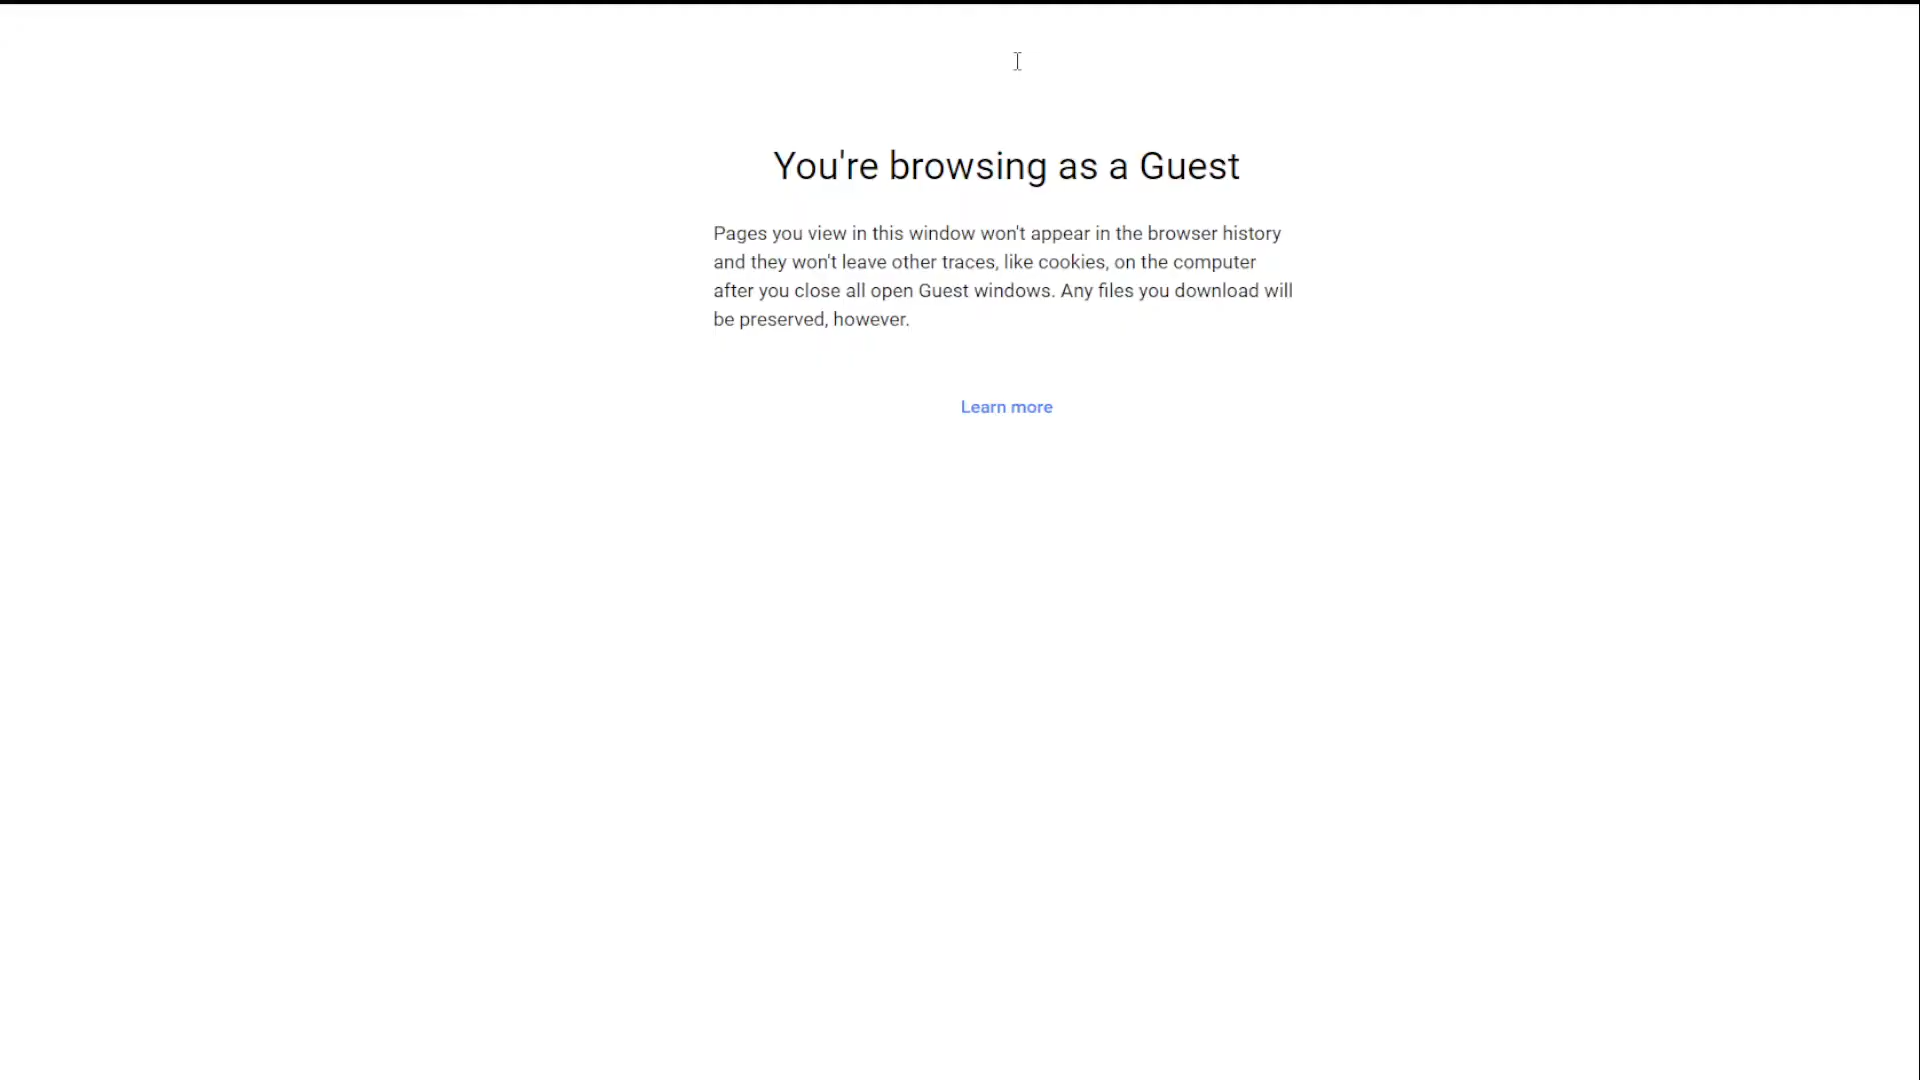 You're browsing as a Guest
Pages you view in this window won't appear in the browser history
and they won't leave other traces, like cookies, on the computer
after you close all open Guest windows. Any files you download will
be preserved, however.
Learn more